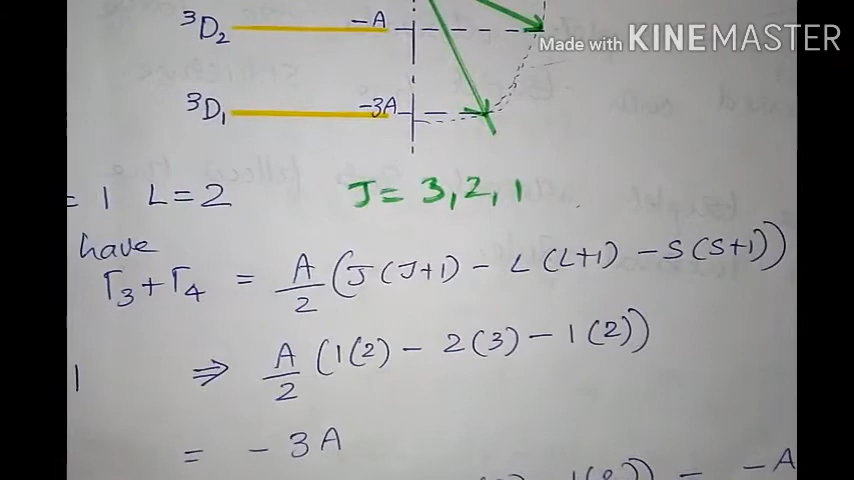 ³D₂ -A
Made with KINEMASTER
³D₁ -3A
= 1 L=2 J= 3, 2, 1
have
Γ₃+Γ₄ = A/2 (J(J+1) - L(L+1) - S(S+1))
1 ⇒ A/2 (1(2) - 2(3) - 1(2))
= - 3A
= -A